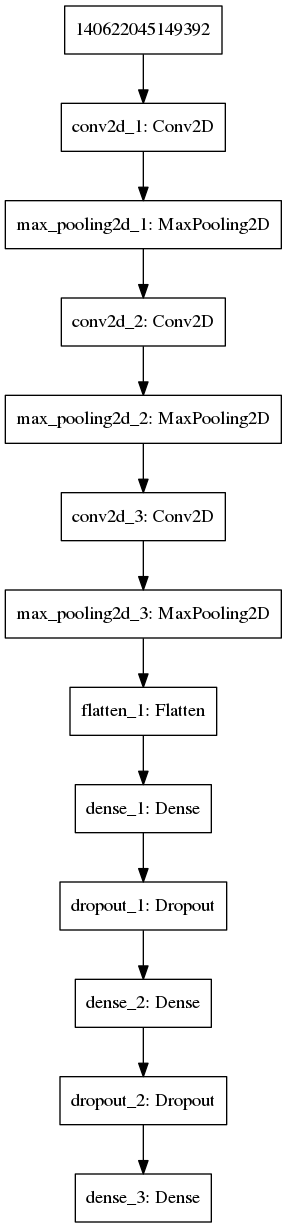 140622045149392
conv2d_1: Conv2D
max_pooling2d_1: MaxPooling2D
conv2d_2: Conv2D
max_pooling2d_2: MaxPooling2D
conv2d_3: Conv2D
max_pooling2d_3: MaxPooling2D
flatten_1: Flatten
dense_1: Dense
dropout_1: Dropout
dense_2: Dense
dropout_2: Dropout
dense_3: Dense